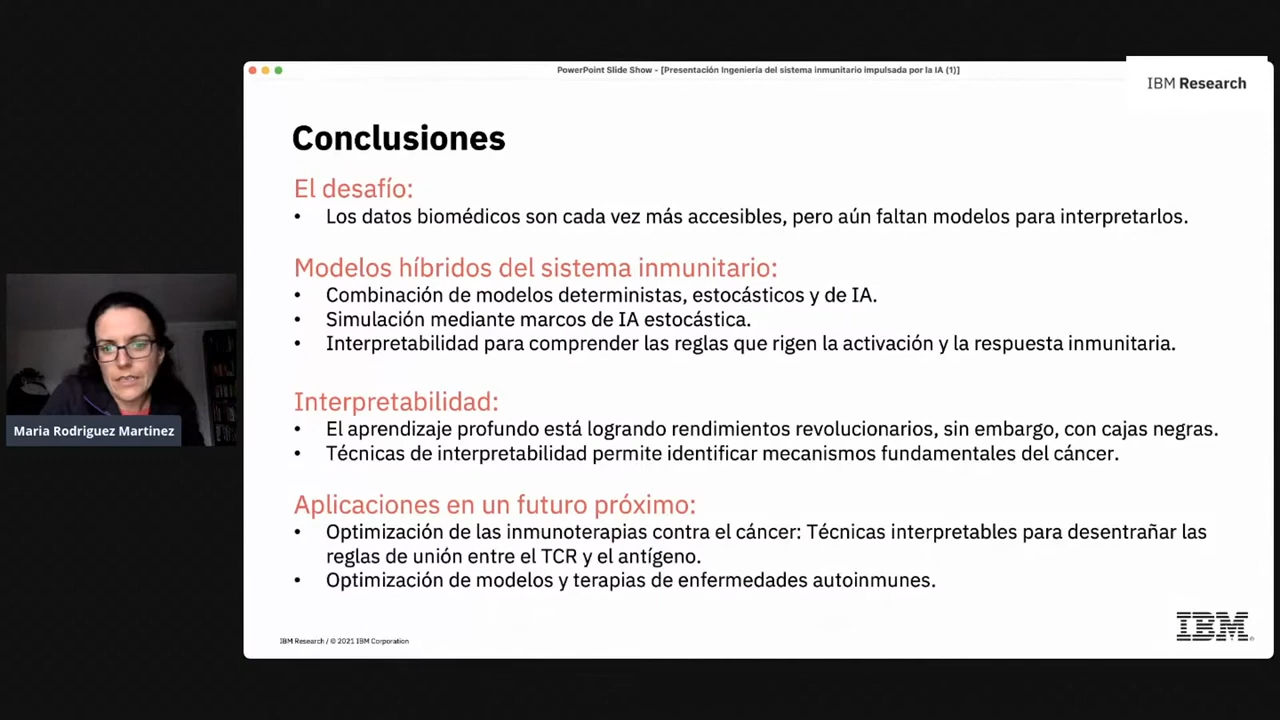 PowerPoint Slide Show - [Presentación Ingeniería del sistema inmunitario impulsada por la IA (1)]
IBM Research
Conclusiones
El desafío:
• Los datos biomédicos son cada vez más accesibles, pero aún faltan modelos para interpretarlos.
Modelos híbridos del sistema inmunitario:
• Combinación de modelos deterministas, estocásticos y de IA.
• Simulación mediante marcos de IA estocástica.
• Interpretabilidad para comprender las reglas que rigen la activación y la respuesta inmunitaria.
Interpretabilidad:
• El aprendizaje profundo está logrando rendimientos revolucionarios, sin embargo, con cajas negras.
• Técnicas de interpretabilidad permite identificar mecanismos fundamentales del cáncer.
Aplicaciones en un futuro próximo:
• Optimización de las inmunoterapias contra el cáncer: Técnicas interpretables para desentrañar las
reglas de unión entre el TCR y el antígeno.
• Optimización de modelos y terapias de enfermedades autoinmunes.
IBM Research / © 2021 IBM Corporation
IBM
Maria Rodriguez Martinez